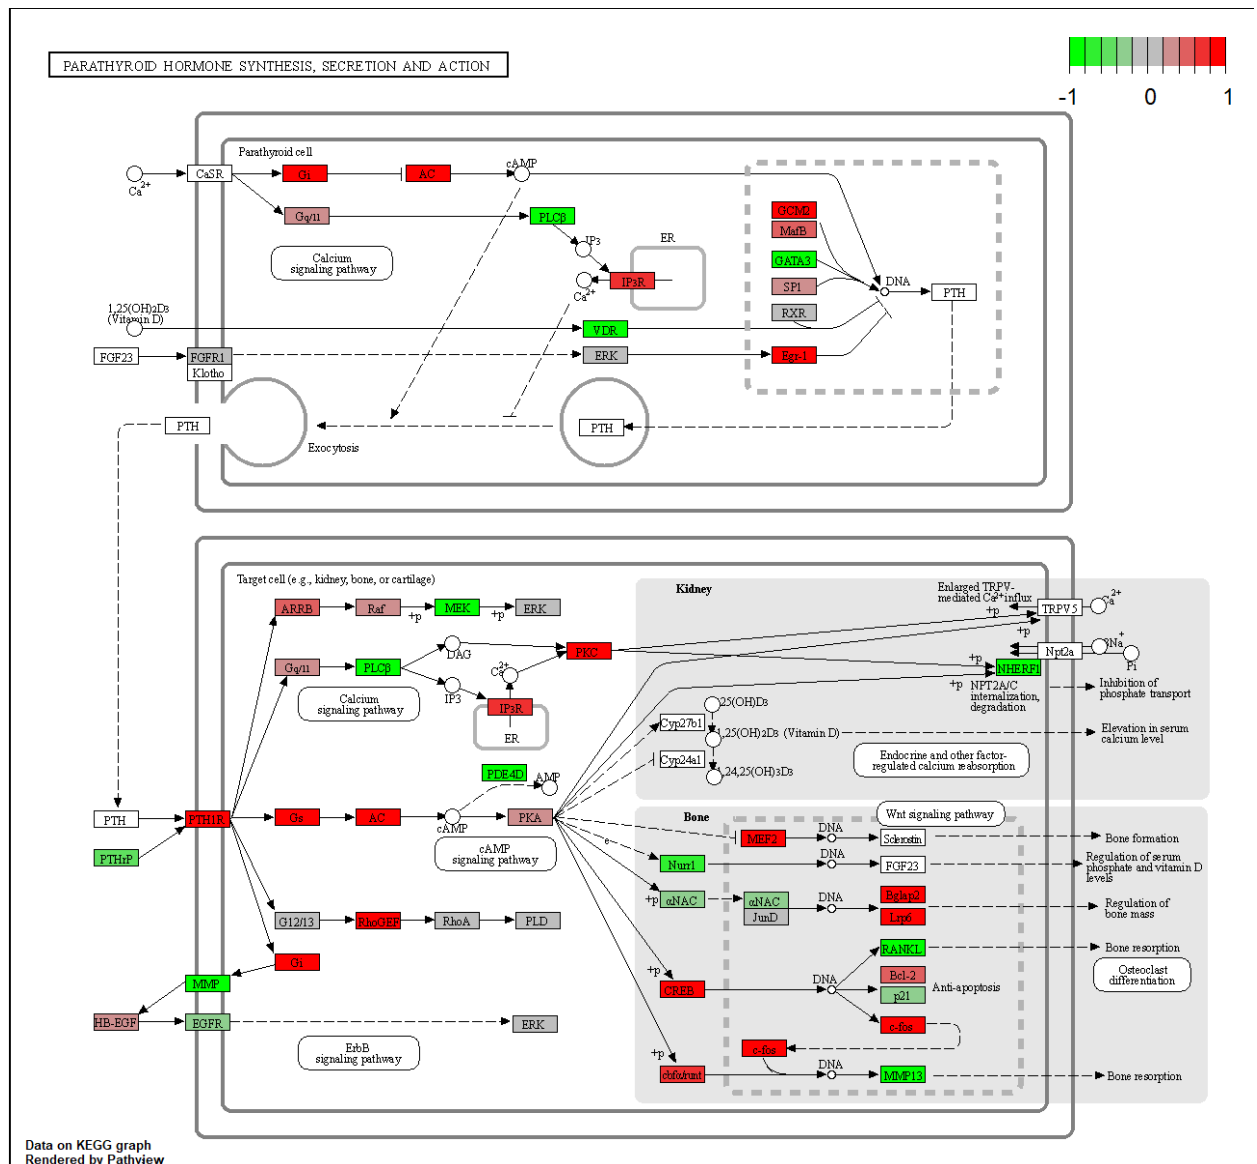 PARATHYROID HORMONE SYNTHESIS, SECRETION AND ACTION
-1 0 1
Parathyroid cell
Ca2+
CaSR
Gi
AC
cAMP
Gq/11
PLCβ
IP3
ER
Calcium
signaling pathway
Ca2+
IP3R
GCM2
MafB
GATA3
SP1
RXR
DNA
PTH
1,25(OH)2D3
(Vitamin D)
VDR
FGF23
FGFR1
Klotho
ERK
Egr-1
PTH
Exocytosis
PTH
Target cell (e.g., kidney, bone, or cartilage)
ARRB
Raf
+p
MEK
+p
ERK
Gq/11
PLCβ
DAG
Ca2+
PKC
IP3
IP3R
ER
Calcium
signaling pathway
Kidney
Enlarged TRPV-
mediated Ca2+ influx
+p
TRPV5
Ca2+
+p
Npt2a
3Na+
Pi
+p
NHERF1
+p
NPT2A/C
internalization,
degradation
Inhibition of
phosphate transport
25(OH)D3
Cyp27b1
1,25(OH)2D3 (Vitamin D)
Elevation in serum
calcium level
Cyp24a1
1,24,25(OH)3D3
Endocrine and other factor-
regulated calcium reabsorption
PDE4D
AMP
PTH
PTH1R
Gs
AC
cAMP
PKA
PTHrP
cAMP
signaling pathway
Bone
Wnt signaling pathway
MEF2
DNA
Sclerostin
Bone formation
e
Nurr1
DNA
FGF23
Regulation of serum
phosphate and vitamin D
levels
+p
αNAC
αNAC
JunD
DNA
Bglap2
Lrp6
Regulation of
bone mass
G12/13
RhoGEF
RhoA
PLD
Gi
MMP
HB-EGF
EGFR
ERK
ErbB
signaling pathway
+p
CREB
DNA
RANKL
Bone resorption
Bcl-2
p21
Anti-apoptosis
Osteoclast
differentiation
c-fos
c-fos
+p
cbfα/runt
DNA
MMP13
Bone resorption
Data on KEGG graph
Rendered by Pathview